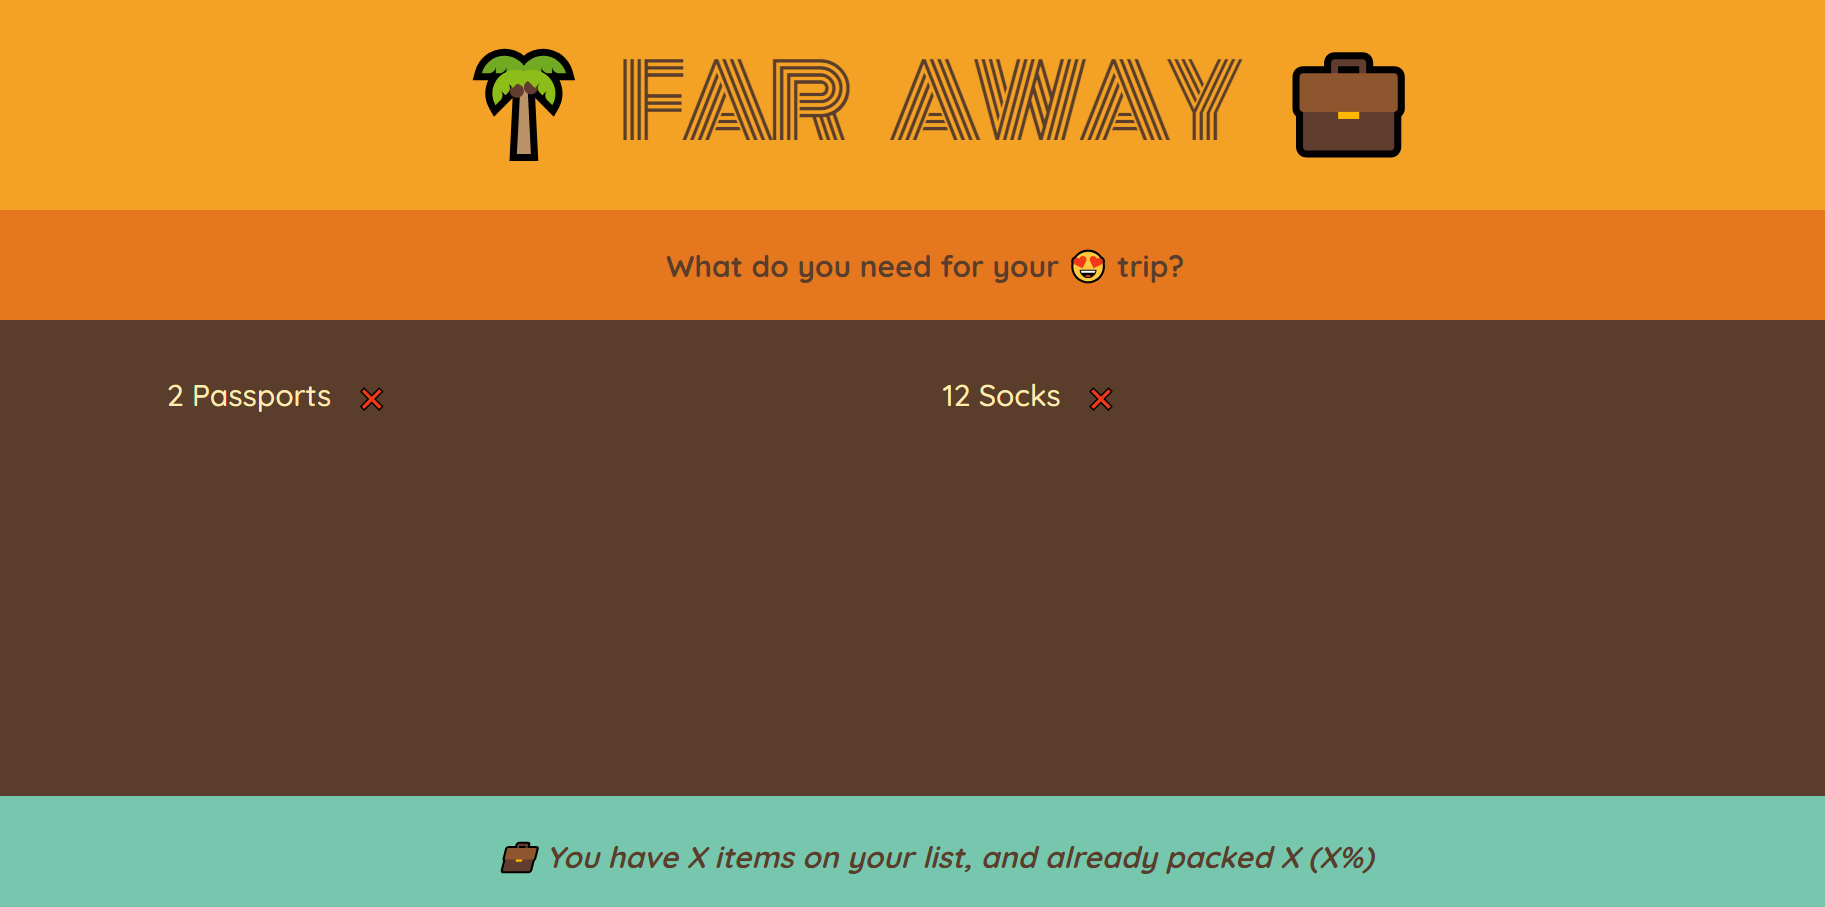 🌴 FAR AWAY 💼
What do you need for your 😍 trip?
2 Passports ❌
12 Socks ❌
💼 You have X items on your list, and already packed X (X%)